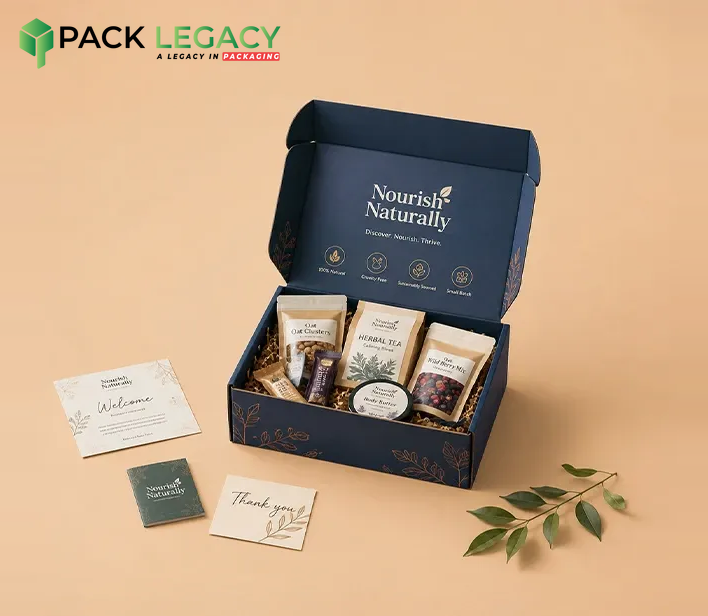 PACK LEGACY
A LEGACY IN PACKAGING
Nourish
Naturally
Discover. Nourish. Thrive.
100% Natural
Cruelty Free
Sustainably Sourced
Small Batch
Oat
Oat Clusters
Nourish
Naturally
HERBAL TEA
Calming Blend
Oat
Wild Berry Mix
Nourish
Naturally
Body Butter
Nourish
Naturally
Welcome
Nourish
Naturally
Thank you